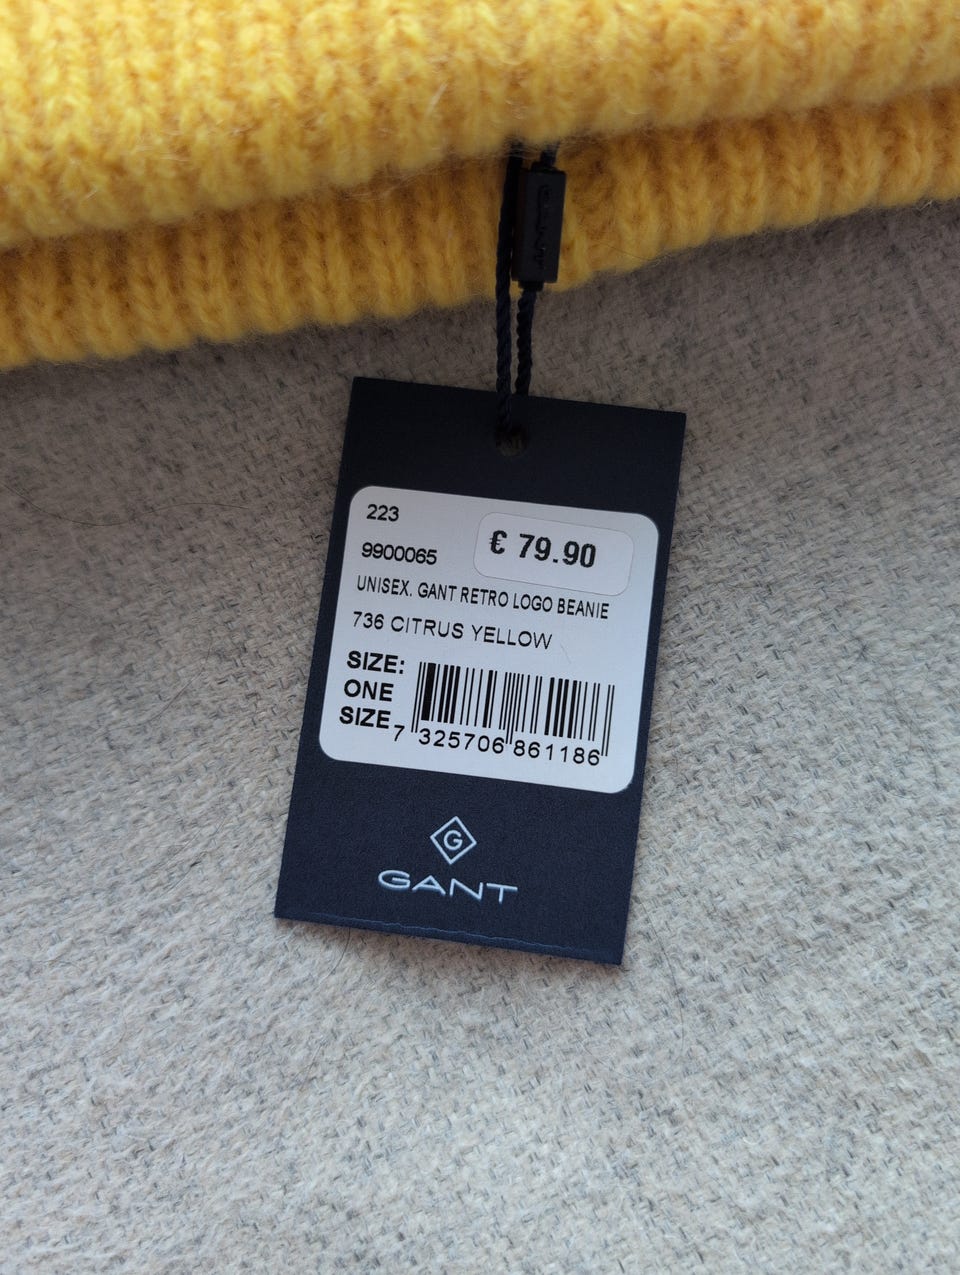 GANT
223
€ 79.90
9900065
UNISEX. GANT RETRO LOGO BEANIE
736 CITRUS YELLOW
SIZE:
ONE
SIZE
7 325706 861186
G
GANT